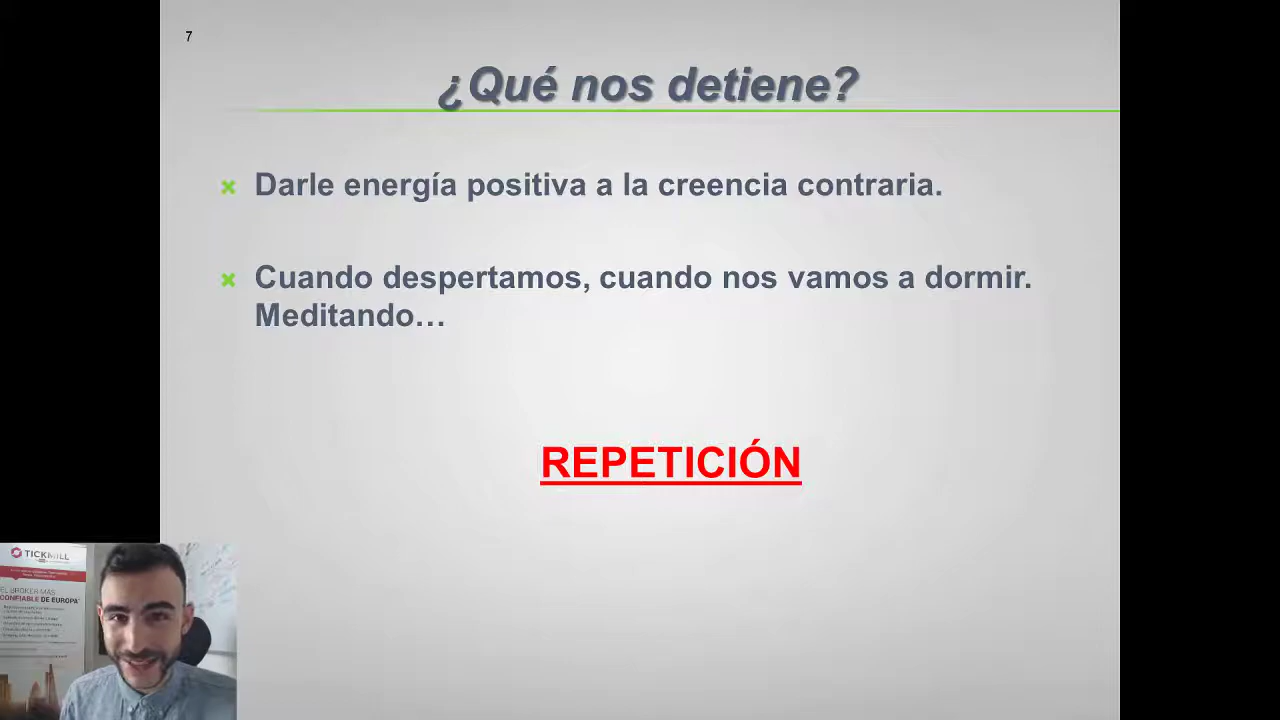 7
¿Qué nos detiene?
Darle energía positiva a la creencia contraria.
Cuando despertamos, cuando nos vamos a dormir.
Meditando…
REPETICIÓN
TICKMILL
EL BROKER MÁS
CONFIABLE DE EUROPA*